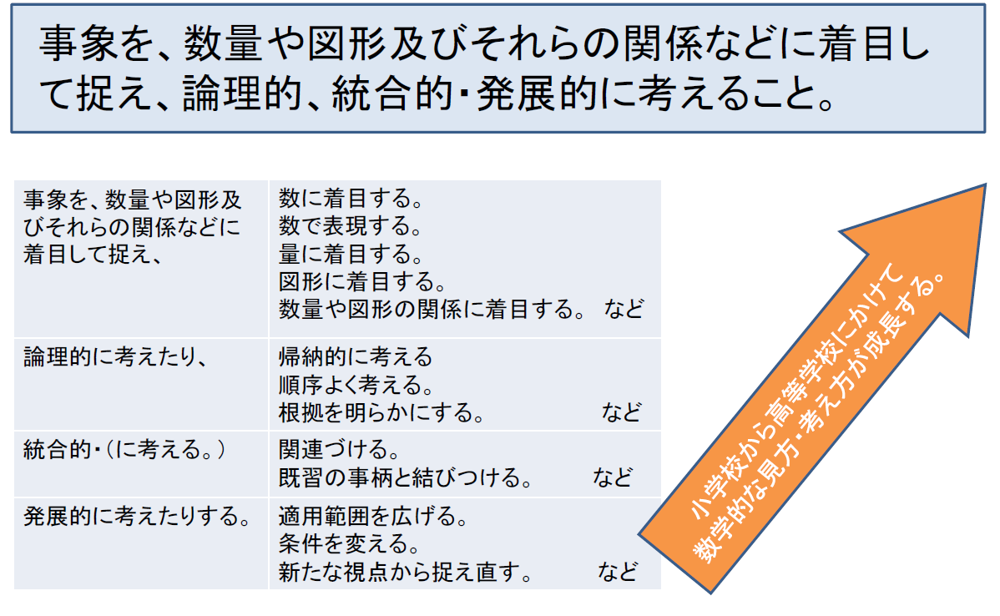 事象を、数量や図形及びそれらの関係などに着目し
て捉え、論理的、統合的・発展的に考えること。
事象を、数量や図形及
びそれらの関係などに
着目して捉え、
数に着目する。
数で表現する。
量に着目する。
図形に着目する。
数量や図形の関係に着目する。 など
論理的に考えたり、
帰納的に考える
順序よく考える。
根拠を明らかにする。 など
統合的・（に考える。）
関連づける。
既習の事柄と結びつける。 など
発展的に考えたりする。
適用範囲を広げる。
条件を変える。
新たな視点から捉え直す。 など
小学校から高等学校にかけて
数学的な見方・考え方が成長する。